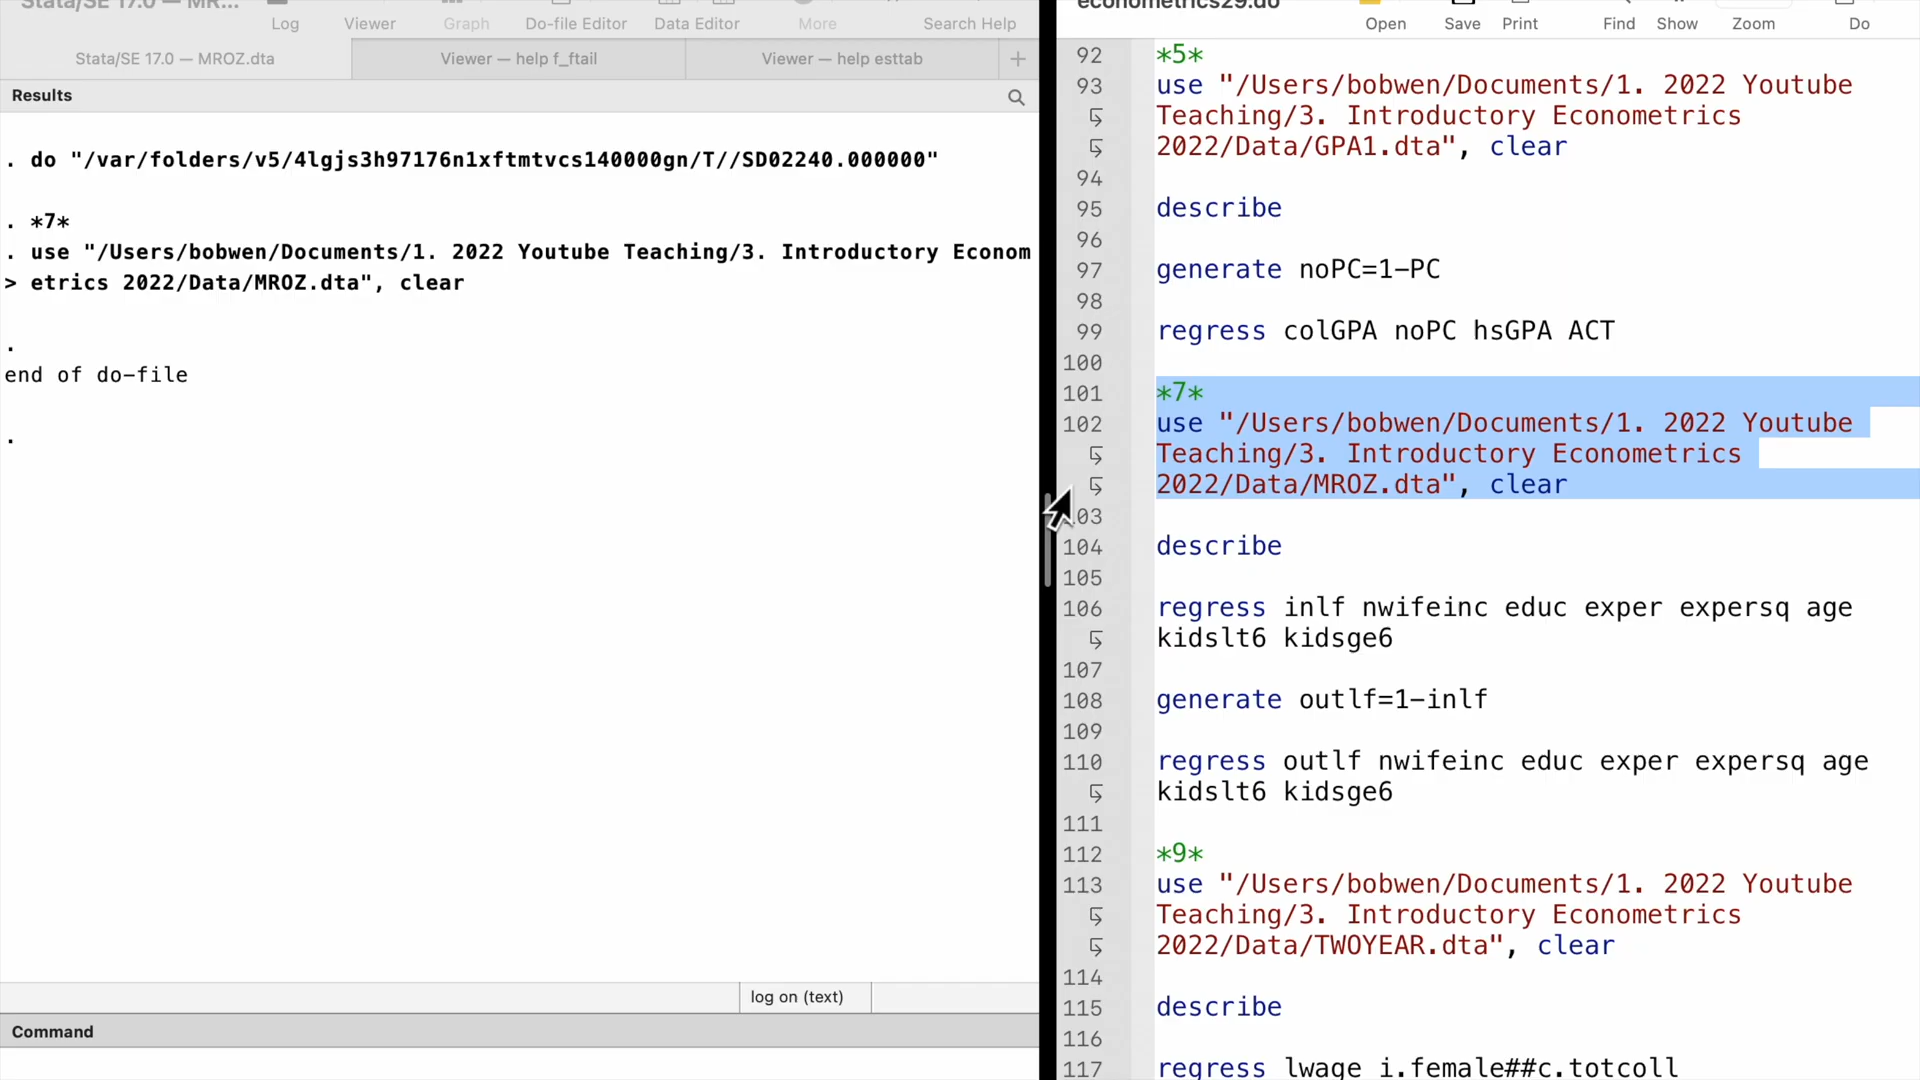 Stata/SE 17.0 — MR...
Log
Viewer
Graph
Do-file Editor
Data Editor
More
Search Help
Stata/SE 17.0 — MROZ.dta
Viewer — help f_ftail
Viewer — help esttab
+
Results
. do "/var/folders/v5/4lgjs3h97176n1xftmtvcs140000gn/T//SD02240.000000"
. *7*
. use "/Users/bobwen/Documents/1. 2022 Youtube Teaching/3. Introductory Econom
> etrics 2022/Data/MROZ.dta", clear
.
end of do-file
.
log on (text)
Command
econometrics29.do
Open
Save
Print
Find
Show
Zoom
Do
92 *5*
93 use "/Users/bobwen/Documents/1. 2022 Youtube
Teaching/3. Introductory Econometrics
2022/Data/GPA1.dta", clear
94
95 describe
96
97 generate noPC=1-PC
98
99 regress colGPA noPC hsGPA ACT
100
101 *7*
102 use "/Users/bobwen/Documents/1. 2022 Youtube
Teaching/3. Introductory Econometrics
2022/Data/MROZ.dta", clear
103
104 describe
105
106 regress inlf nwifeinc educ exper expersq age
kidslt6 kidsge6
107
108 generate outlf=1-inlf
109
110 regress outlf nwifeinc educ exper expersq age
kidslt6 kidsge6
111
112 *9*
113 use "/Users/bobwen/Documents/1. 2022 Youtube
Teaching/3. Introductory Econometrics
2022/Data/TWOYEAR.dta", clear
114
115 describe
116
117 regress lwage i.female##c.totcoll